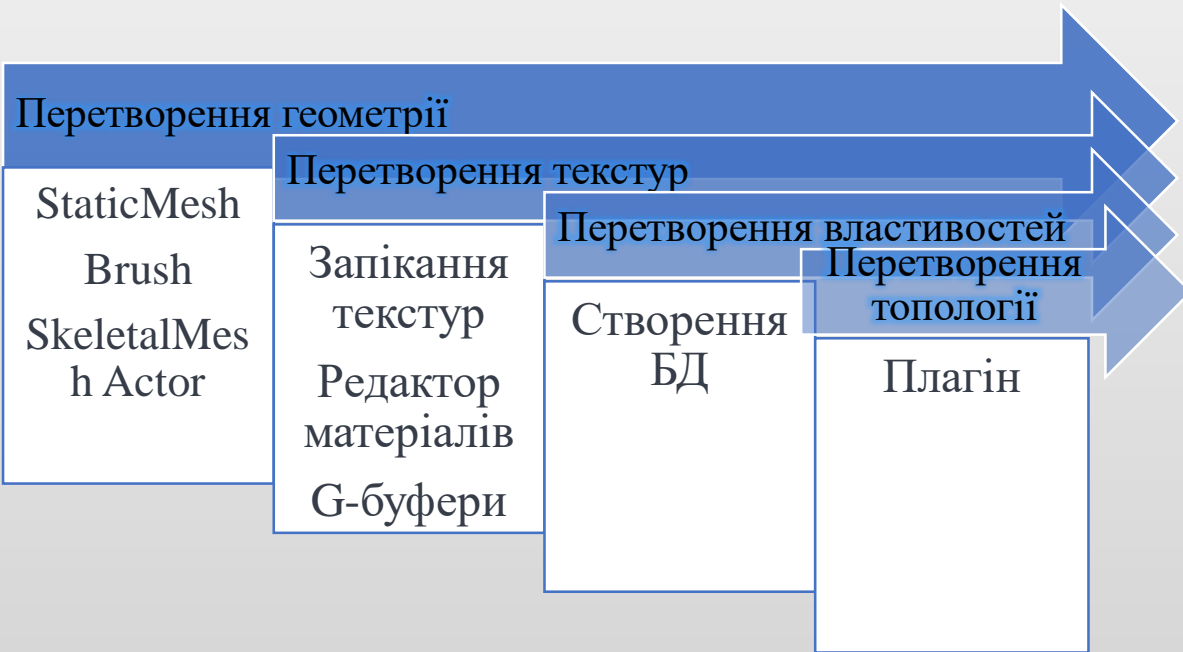 Перетворення геометрії
StaticMesh
Brush
SkeletalMes
h Actor
Перетворення текстур
Запікання
текстур
Редактор
матеріалів
G-буфери
Перетворення властивостей
Створення
БД
Перетворення
топології
Плагін